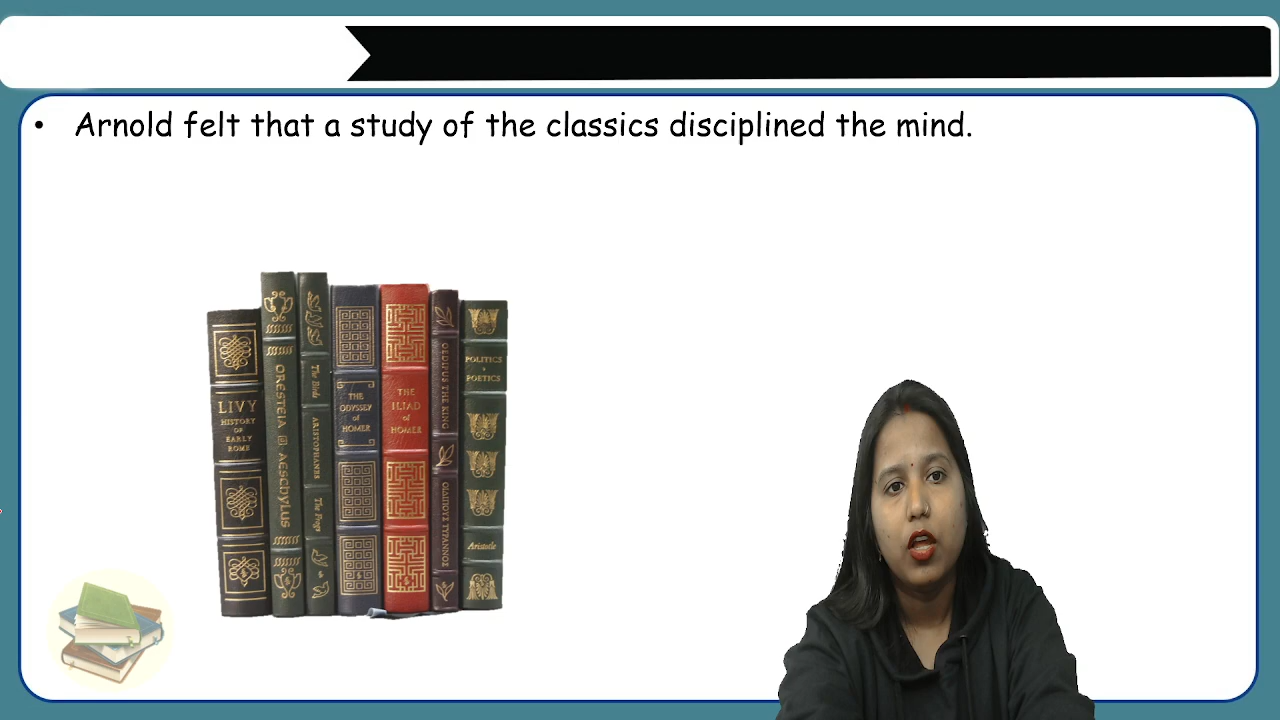 • Arnold felt that a study of the classics disciplined the mind.
LIVY
HISTORY
OF
EARLY
ROME
ORESTEIA
AESCHYLUS
The Birds
ARISTOPHANES
The Frogs
THE
ODYSSEY
of
HOMER
THE
ILIAD
of
HOMER
OEDIPUS THE KING
POLITICS
&
POETICS
Aristotle